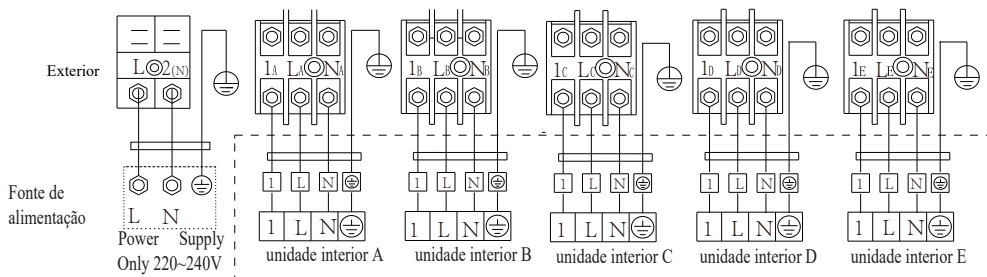 Exterior
L 2(N)
1A LA NA
1B LB NB
1C LC NC
1D LD ND
1E LE NE
1 L N
1 L N
1 L N
1 L N
1 L N
Fonte de
alimentação
L N
Power Supply
Only 220~240V
1 L N
unidade interior A
1 L N
unidade interior B
1 L N
unidade interior C
1 L N
unidade interior D
1 L N
unidade interior E